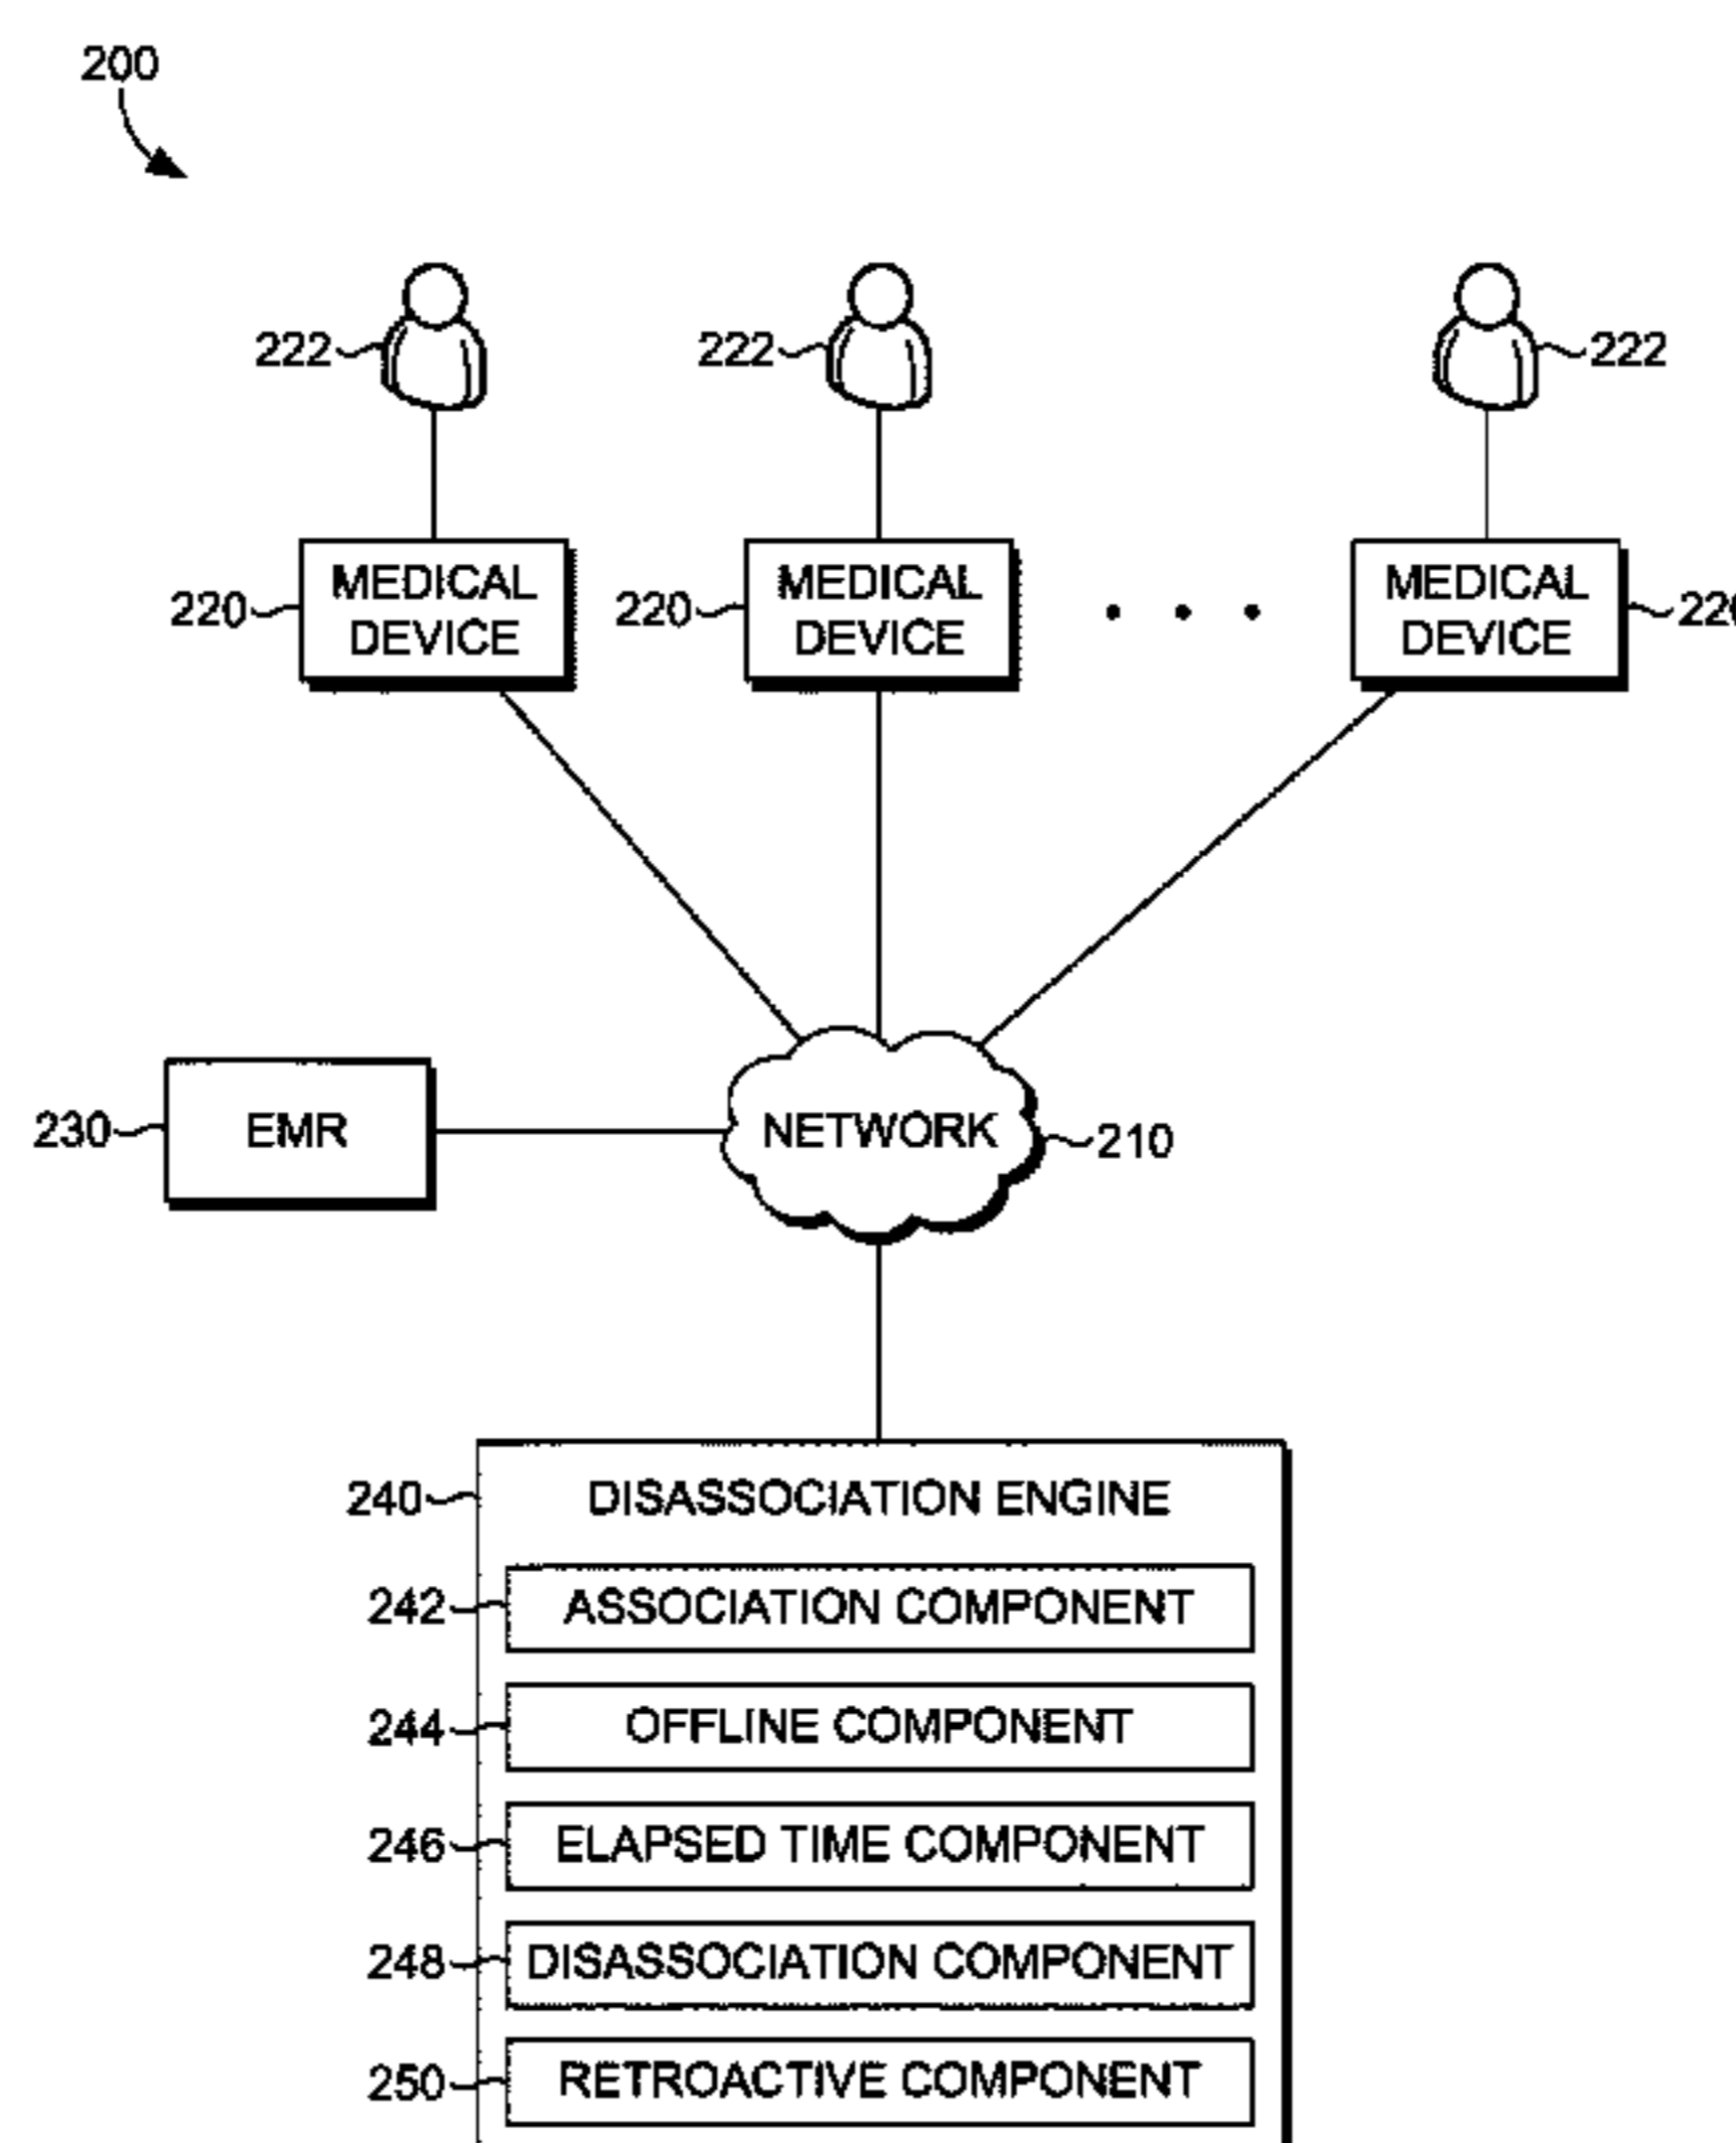 200
222
222
222
MEDICAL
DEVICE
220
MEDICAL
DEVICE
220
MEDICAL
DEVICE
EMR
230
NETWORK
210
240
DISASSOCIATION ENGINE
242
ASSOCIATION COMPONENT
244
OFFLINE COMPONENT
246
ELAPSED TIME COMPONENT
248
DISASSOCIATION COMPONENT
250
RETROACTIVE COMPONENT